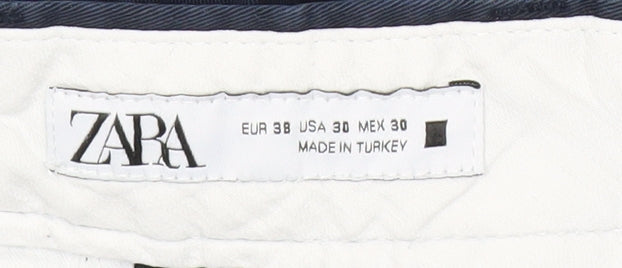 ZARA
EUR 38 USA 30 MEX 30
MADE IN TURKEY